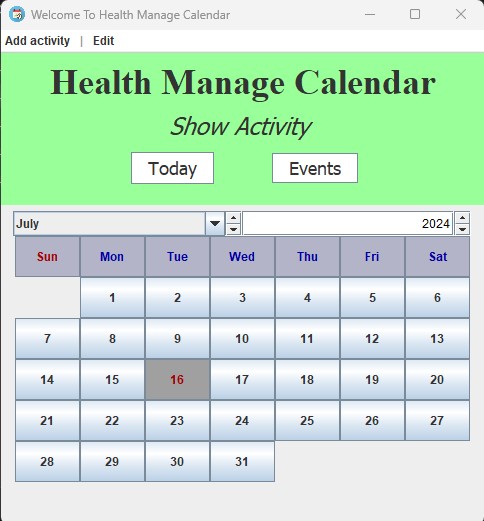 Welcome To Health Manage Calendar
Add activity | Edit
Health Manage Calendar
Show Activity
Today Events
July 2024
Sun Mon Tue Wed Thu Fri Sat
1 2 3 4 5 6
7 8 9 10 11 12 13
14 15 16 17 18 19 20
21 22 23 24 25 26 27
28 29 30 31